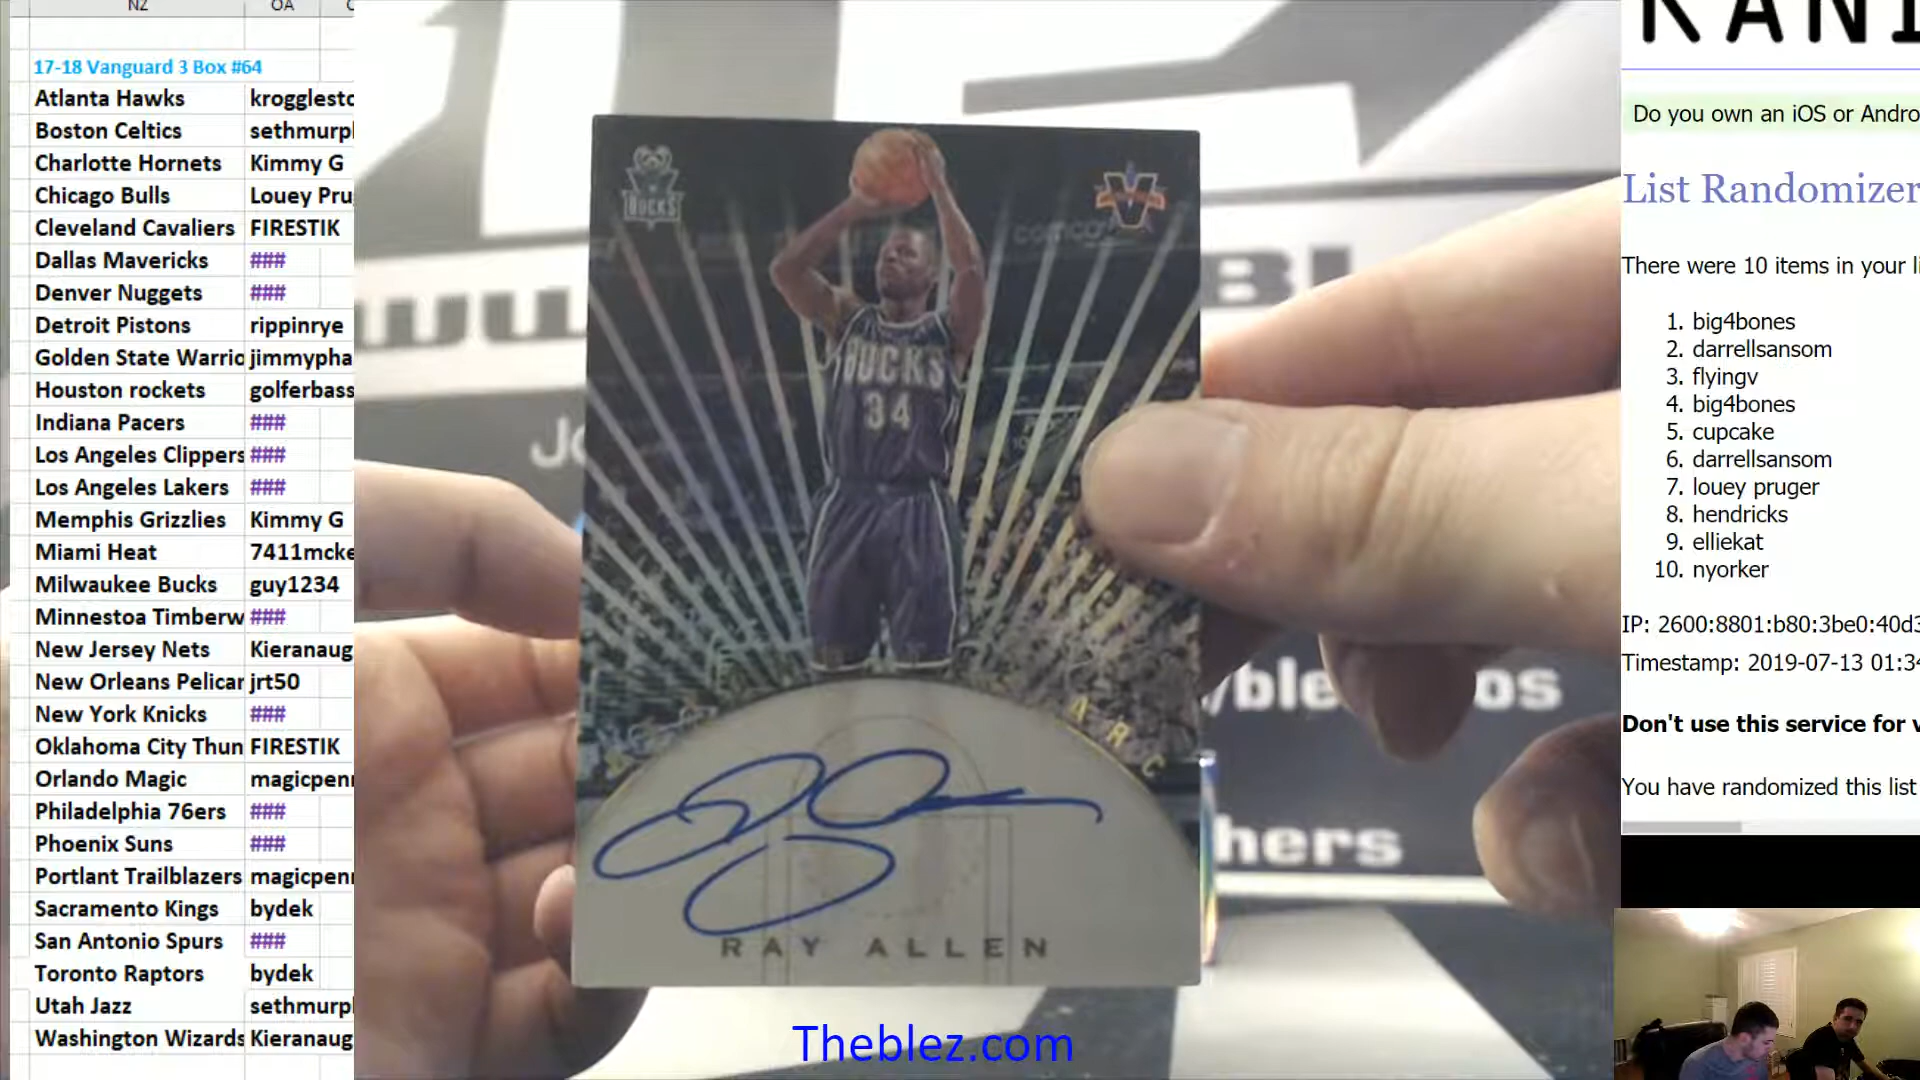 NZ OA
17-18 Vanguard 3 Box #64
Atlanta Hawks krogglesto
Boston Celtics sethmurpl
Charlotte Hornets Kimmy G
Chicago Bulls Louey Pru
Cleveland Cavaliers FIRESTIK
Dallas Mavericks ###
Denver Nuggets ###
Detroit Pistons rippinrye
Golden State Warrio jimmypha
Houston rockets golferbass
Indiana Pacers ###
Los Angeles Clippers ###
Los Angeles Lakers ###
Memphis Grizzlies Kimmy G
Miami Heat 7411mcke
Milwaukee Bucks guy1234
Minnestoa Timberw ###
New Jersey Nets Kieranaug
New Orleans Pelicar jrt50
New York Knicks ###
Oklahoma City Thun FIRESTIK
Orlando Magic magicpenn
Philadelphia 76ers ###
Phoenix Suns ###
Portlant Trailblazers magicpenn
Sacramento Kings bydek
San Antonio Spurs ###
Toronto Raptors bydek
Utah Jazz sethmurpl
Washington Wizards Kieranaug
BUCKS
V
BUCKS
34
ARC
RAY ALLEN
Theblez.com
RANI
Do you own an iOS or Andro
List Randomizer
There were 10 items in your li
1. big4bones
2. darrellsansom
3. flyingv
4. big4bones
5. cupcake
6. darrellsansom
7. louey pruger
8. hendricks
9. elliekat
10. nyorker
IP: 2600:8801:b80:3be0:40d3
Timestamp: 2019-07-13 01:34
Don't use this service for v
You have randomized this list